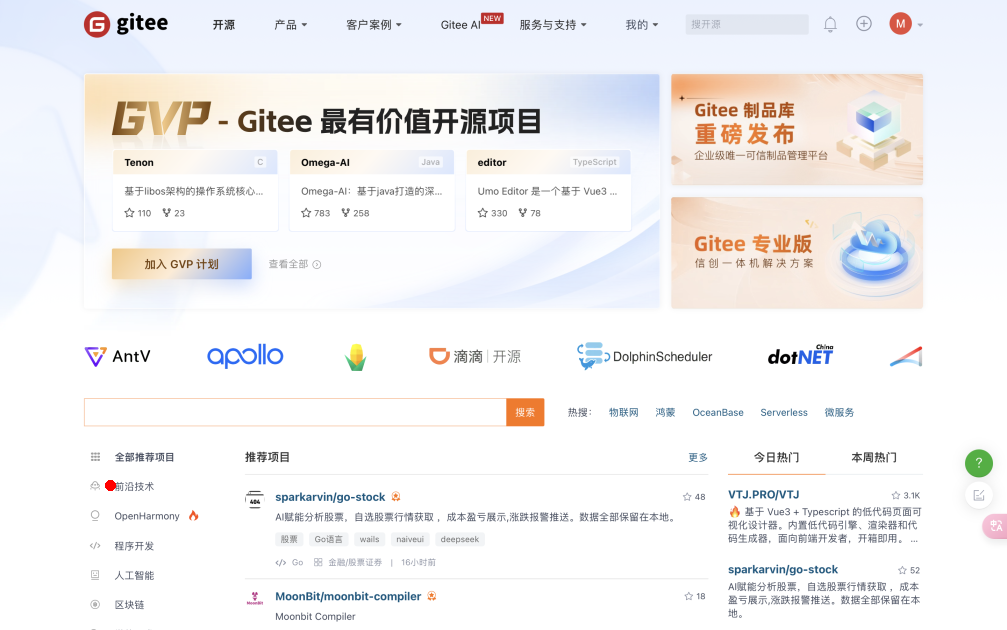 gitee
开源
产品
客户案例
Gitee AI
NEW
服务与支持
我的
搜开源
M
GVP - Gitee 最有价值开源项目
Tenon
C
基于libos架构的操作系统核心...
110
23
Omega-AI
Java
Omega-AI：基于java打造的深...
783
258
editor
TypeScript
Umo Editor 是一个基于 Vue3 ...
330
78
加入 GVP 计划
查看全部
Gitee 制品库
重磅发布
企业级唯一可信制品管理平台
Gitee 专业版
信创一体机解决方案
AntV
apollo
滴滴 | 开源
DolphinScheduler
dotNET
China
搜索
热搜：
物联网
鸿蒙
OceanBase
Serverless
微服务
全部推荐项目
前沿技术
OpenHarmony
程序开发
人工智能
区块链
推荐项目
更多
404
sparkarvin/go-stock
48
AI赋能分析股票，自选股票行情获取 ，成本盈亏展示,涨跌报警推送。数据全部保留在本地。
股票
Go语言
wails
naiveui
deepseek
Go
金融/股票证券
|
16小时前
MoonBit
MoonBit/moonbit-compiler
18
Moonbit Compiler
今日热门
本周热门
VTJ.PRO/VTJ
3.1K
🔥 基于 Vue3 + Typescript 的低代码页面可
视化设计器。内置低代码引擎、渲染器和代
码生成器，面向前端开发者，开箱即用。 ...
sparkarvin/go-stock
52
AI赋能分析股票，自选股票行情获取 ，成本
盈亏展示,涨跌报警推送。数据全部保留在本
地。
?